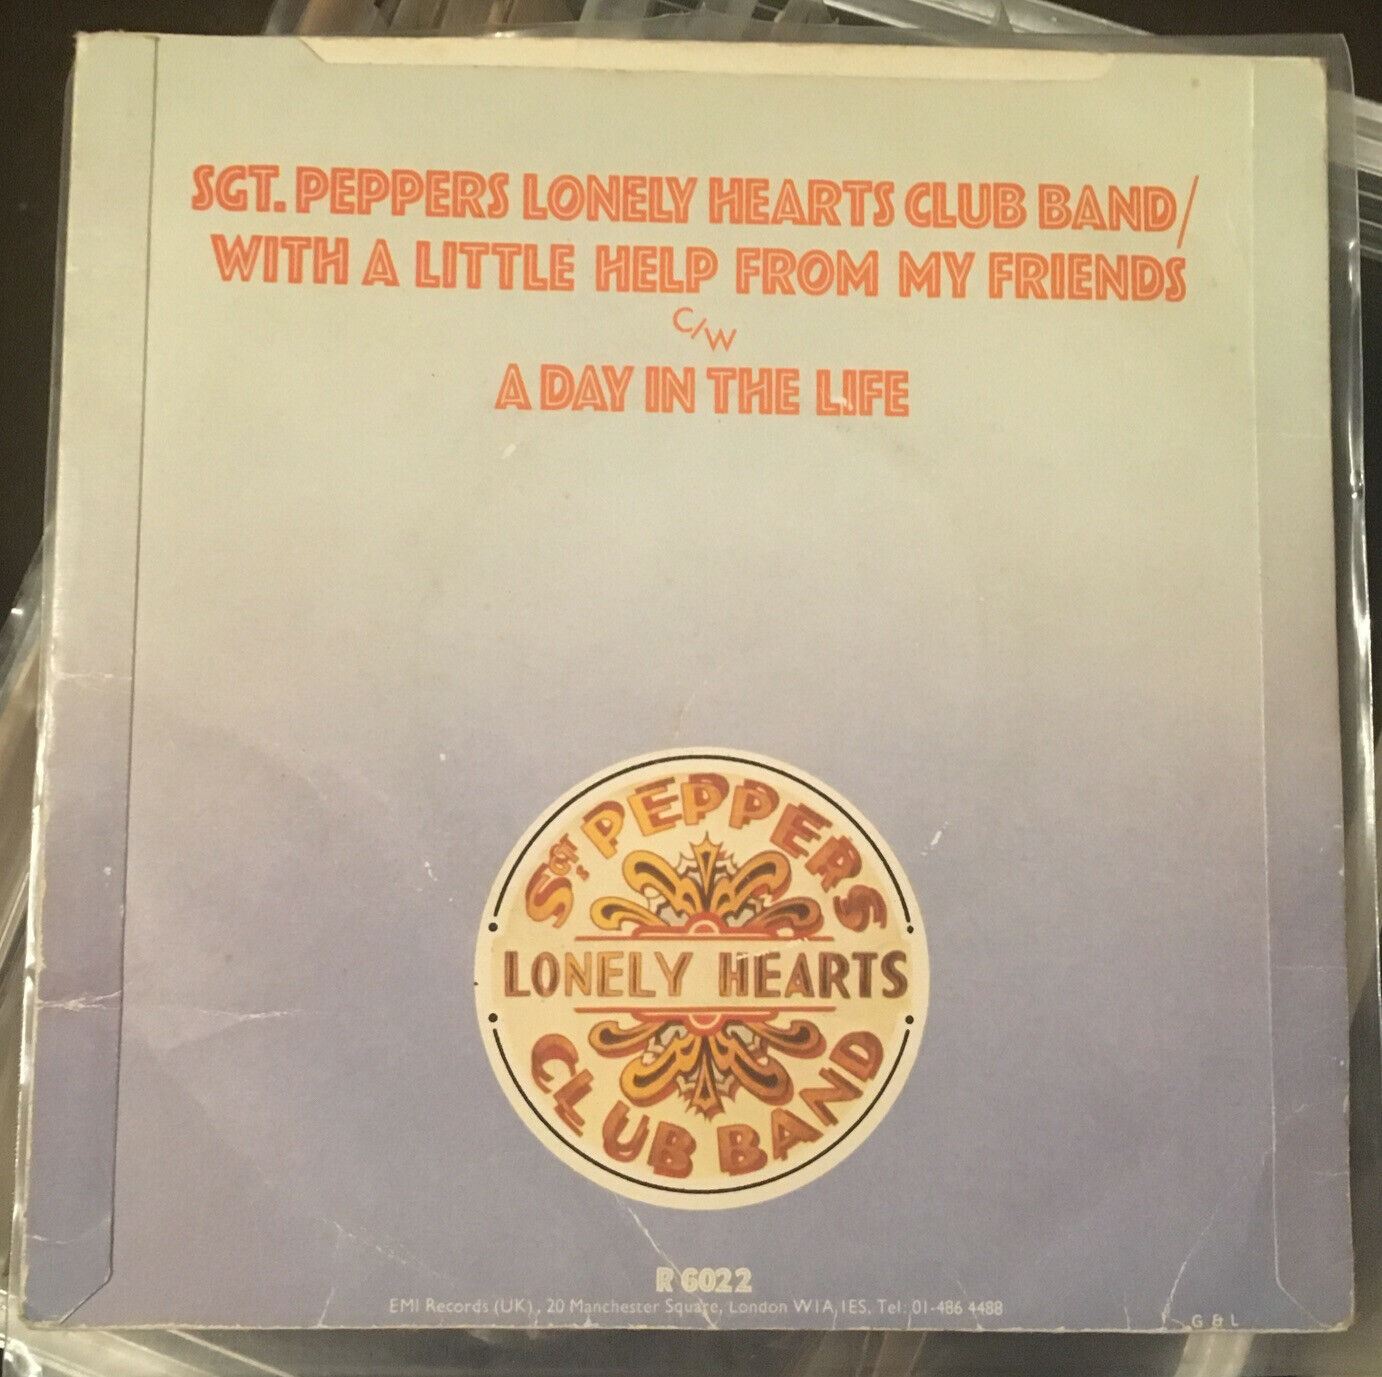 SGT. PEPPERS LONELY HEARTS CLUB BAND/
WITH A LITTLE HELP FROM MY FRIENDS
C/W
A DAY IN THE LIFE
SGT PEPPERS
LONELY HEARTS
CLUB BAND
R 6022
EMI Records (UK), 20 Manchester Square, London W1A 1ES. Tel: 01-486 4488
G & L